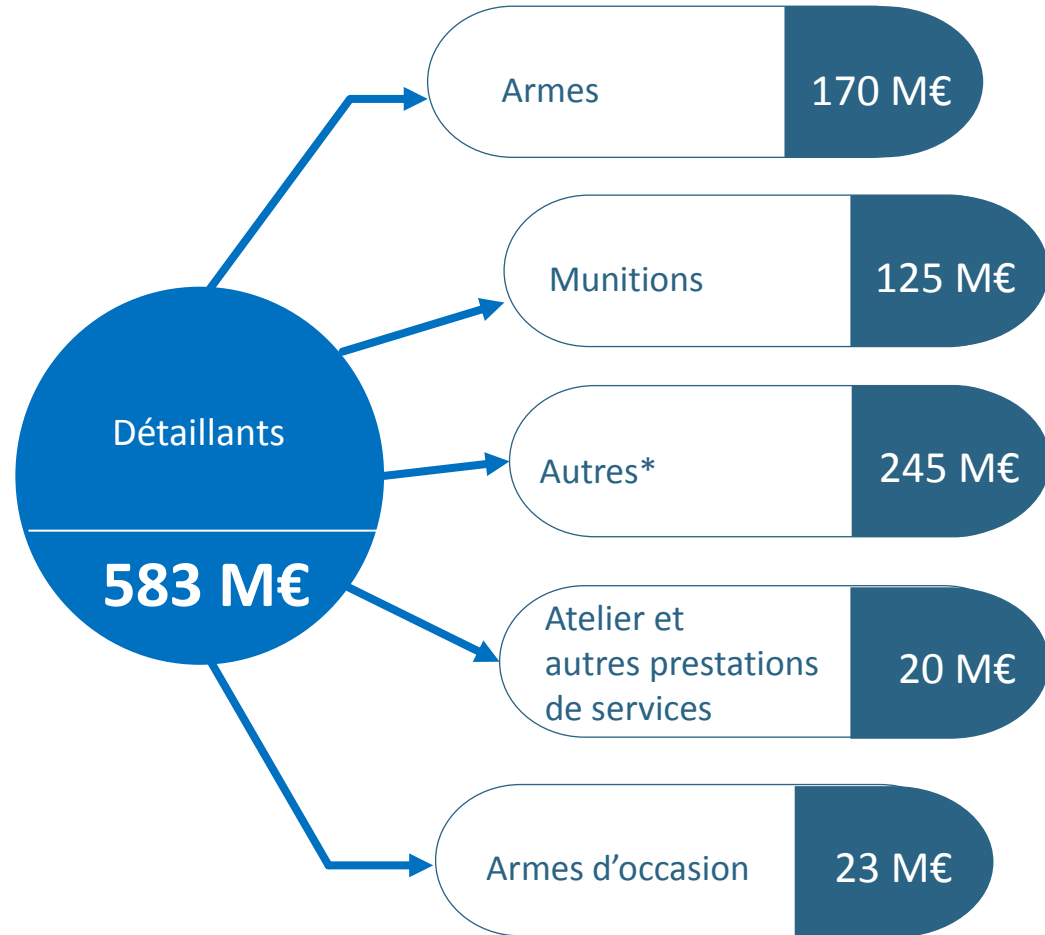 Armes
170 M€
Munitions
125 M€
Détaillants
583 M€
Autres*
245 M€
Atelier et
autres prestations
de services
20 M€
Armes d’occasion
23 M€